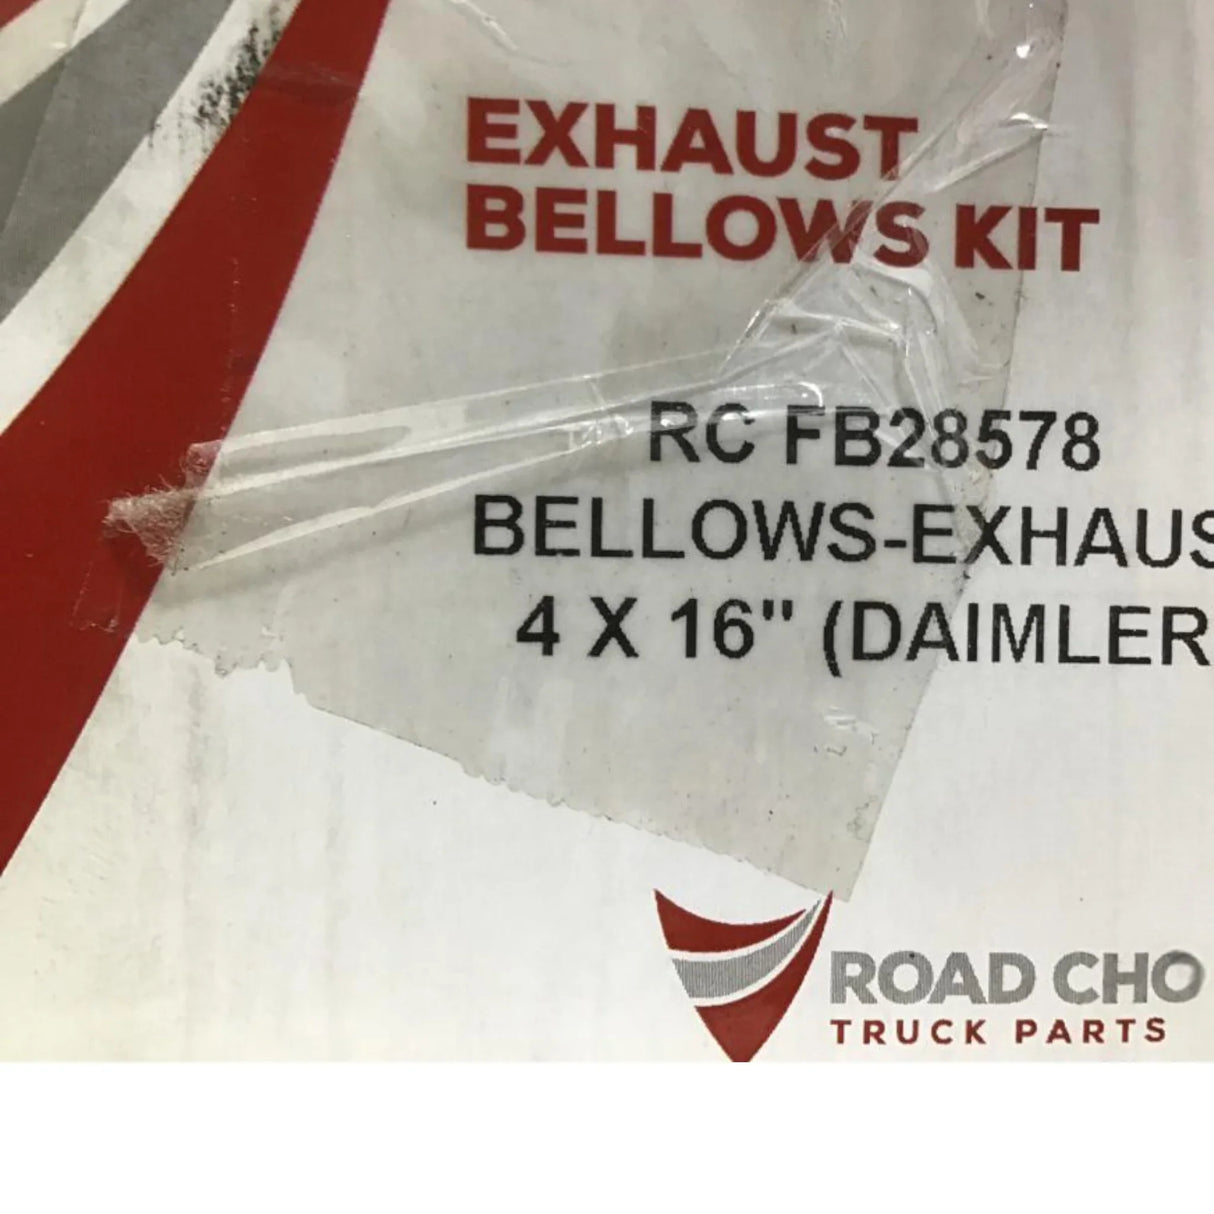 EXHAUST
BELLOWS KIT
RC FB28578
BELLOWS-EXHAUS
4 X 16" (DAIMLER
ROAD CHO
TRUCK PARTS